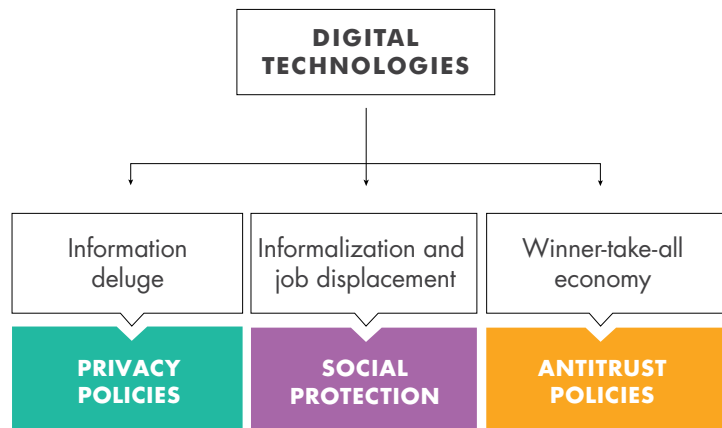 DIGITAL
TECHNOLOGIES
Information
deluge
Informalization and
job displacement
Winner-take-all
economy
PRIVACY
POLICIES
SOCIAL
PROTECTION
ANTITRUST
POLICIES